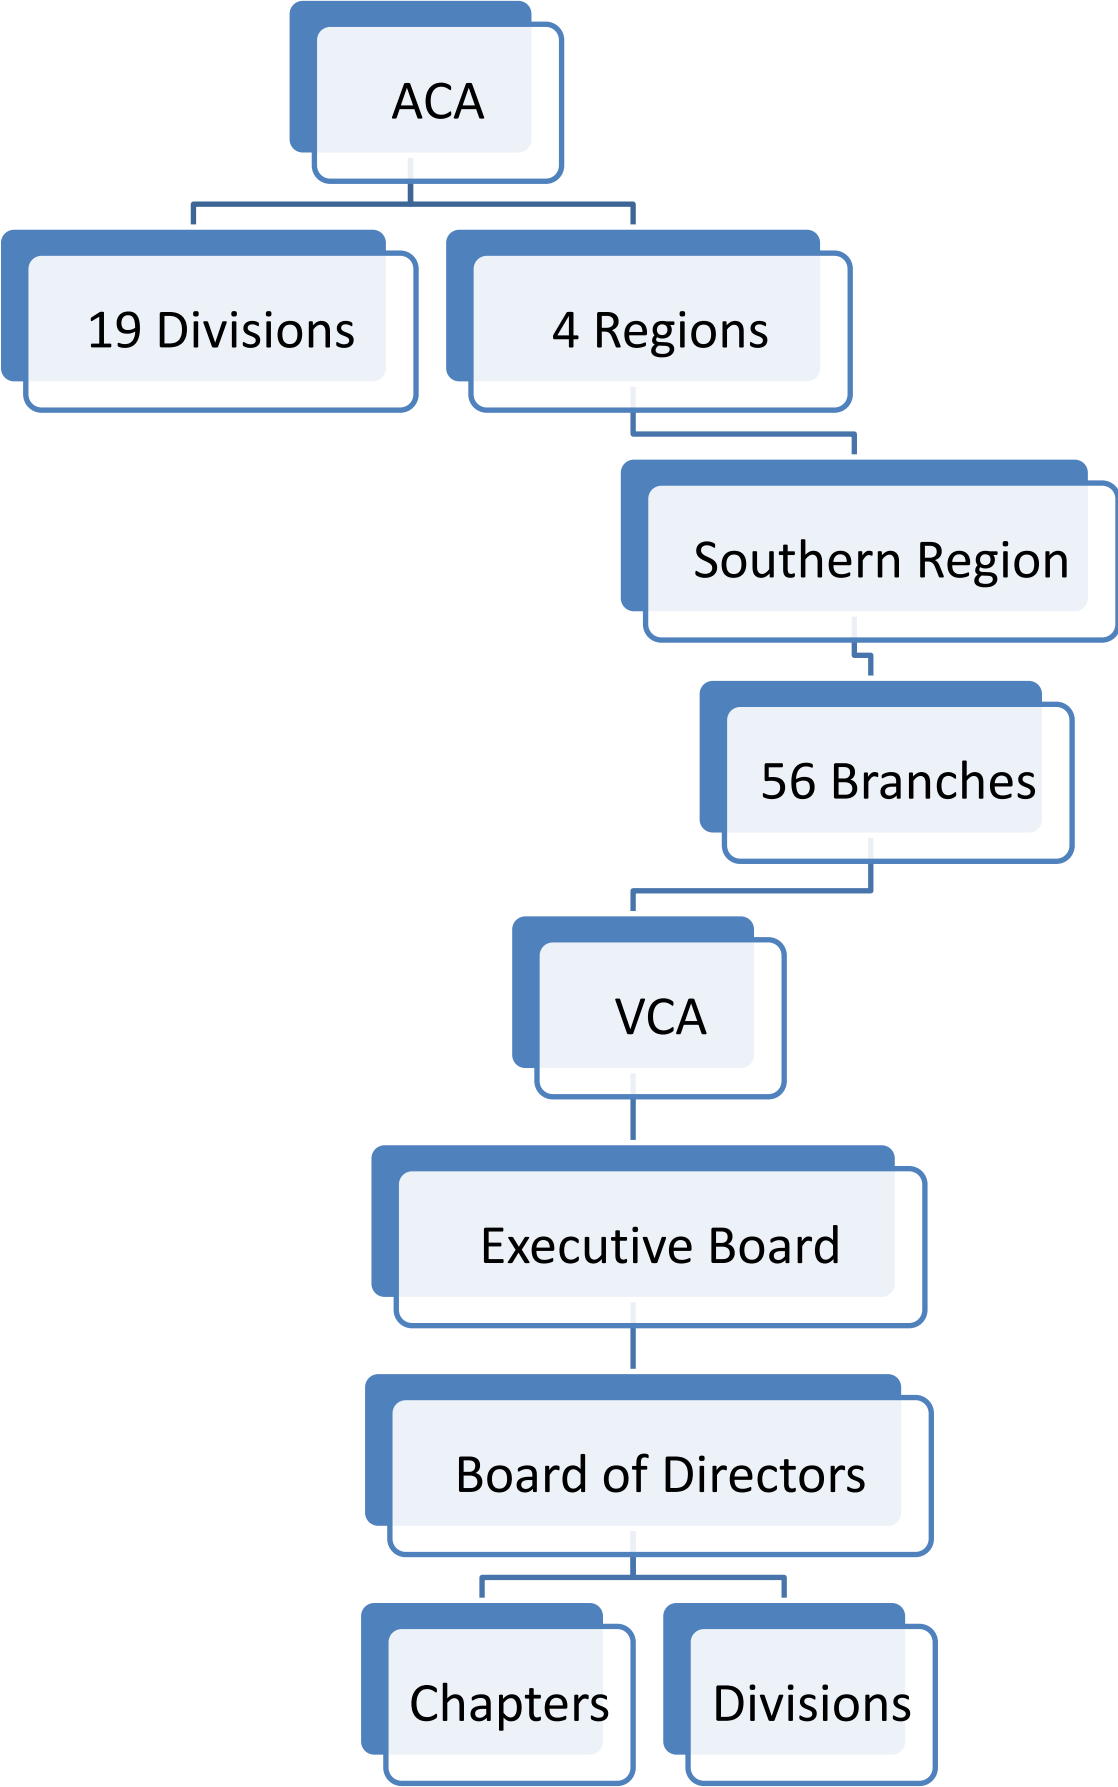 ACA
19 Divisions
4 Regions
Southern Region
56 Branches
VCA
Executive Board
Board of Directors
Chapters
Divisions